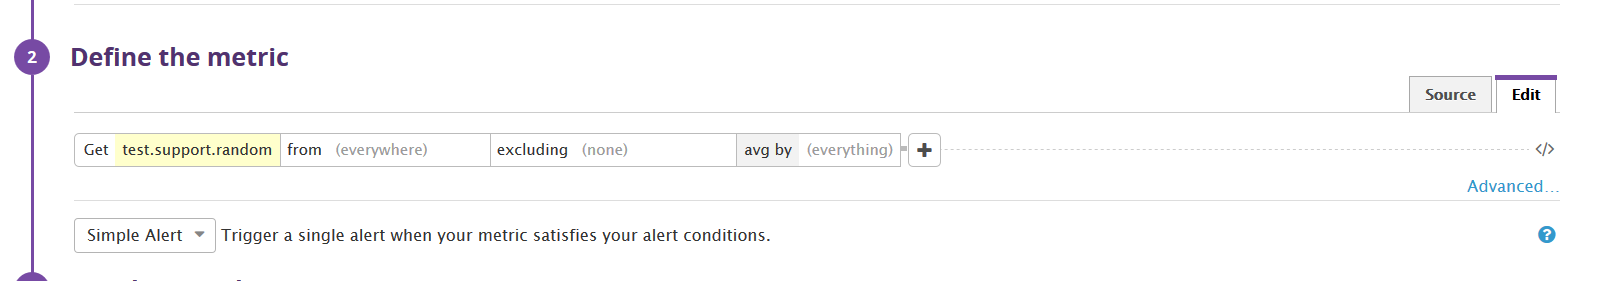 2 Define the metric
Source Edit
Get test.support.random from (everywhere) excluding (none) avg by (everything) + </>
Advanced...
Simple Alert Trigger a single alert when your metric satisfies your alert conditions. ?